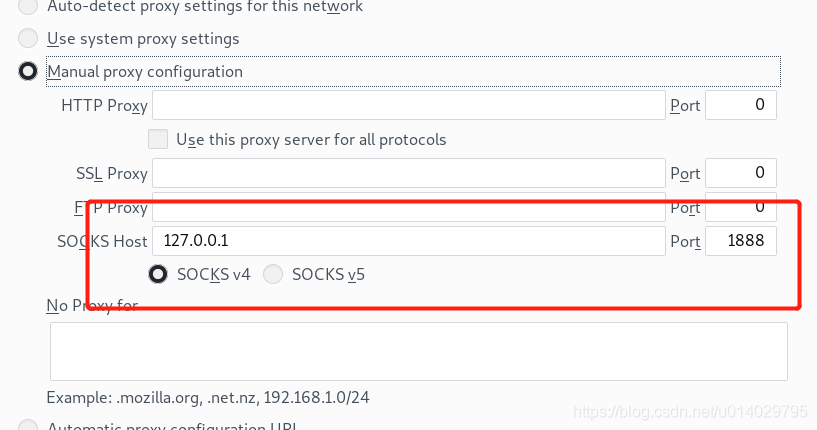 Auto-detect proxy settings for this network
Use system proxy settings
Manual proxy configuration
HTTP Proxy Port 0
Use this proxy server for all protocols
SSL Proxy Port 0
FTP Proxy Port 0
SOCKS Host 127.0.0.1 Port 1888
SOCKS v4 SOCKS v5
No Proxy for
Example: .mozilla.org, .net.nz, 192.168.1.0/24
Automatic proxy configuration URL
https://blog.csdn.net/u014029795